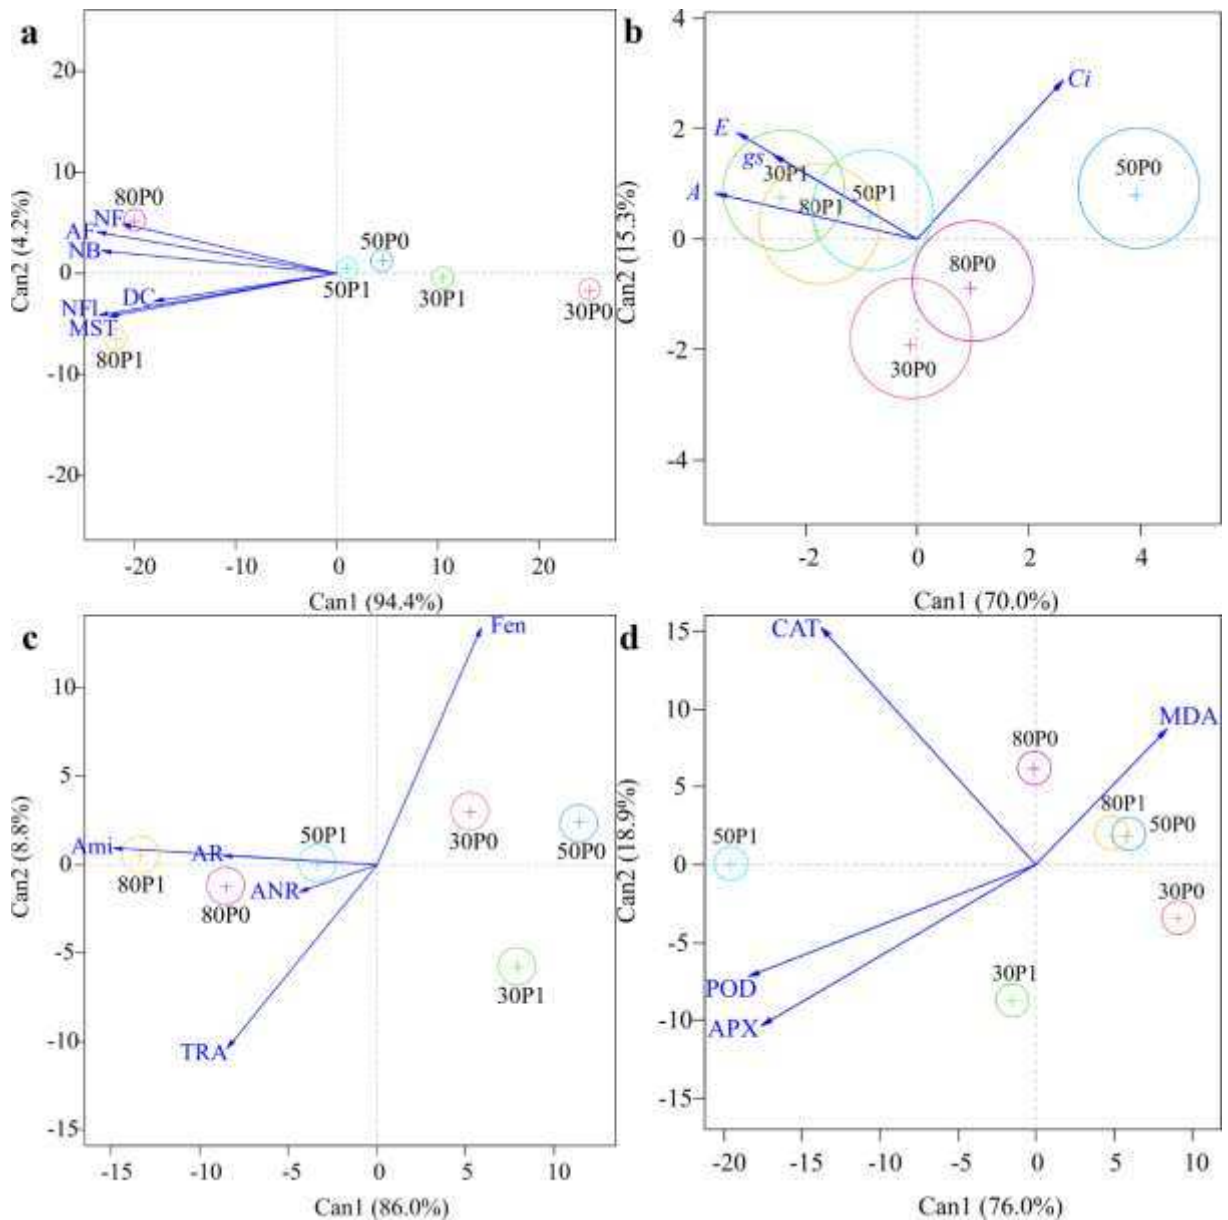 a
20
10
0
-10
-20
Can2 (4.2%)
80P0
NF
AF
NB
DC
NFl
MST
80P1
50P1
50P0
30P1
30P0
-20
-10
0
10
20
Can1 (94.4%)
b
4
2
0
-2
-4
Can2 (15.3%)
Ci
E
gs
A
30P1
80P1
50P1
50P0
80P0
30P0
-2
0
2
4
Can1 (70.0%)
c
10
5
0
-5
-10
-15
Can2 (8.8%)
Fen
Ami
AR
ANR
TRA
50P1
80P1
80P0
30P0
50P0
30P1
-15
-10
-5
0
5
10
Can1 (86.0%)
d
15
10
5
0
-5
-10
-15
Can2 (18.9%)
CAT
MDA
80P0
80P1
50P0
50P1
30P0
30P1
POD
APX
-20
-15
-10
-5
0
5
10
Can1 (76.0%)